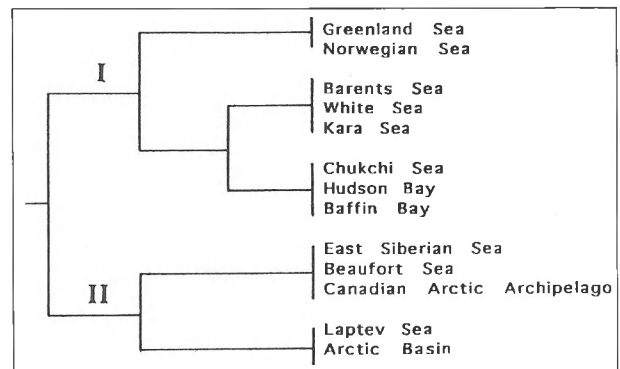 Greenland Sea
Norwegian Sea
I
Barents Sea
White Sea
Kara Sea
Chukchi Sea
Hudson Bay
Baffin Bay
East Siberian Sea
Beaufort Sea
Canadian Arctic Archipelago
II
Laptev Sea
Arctic Basin